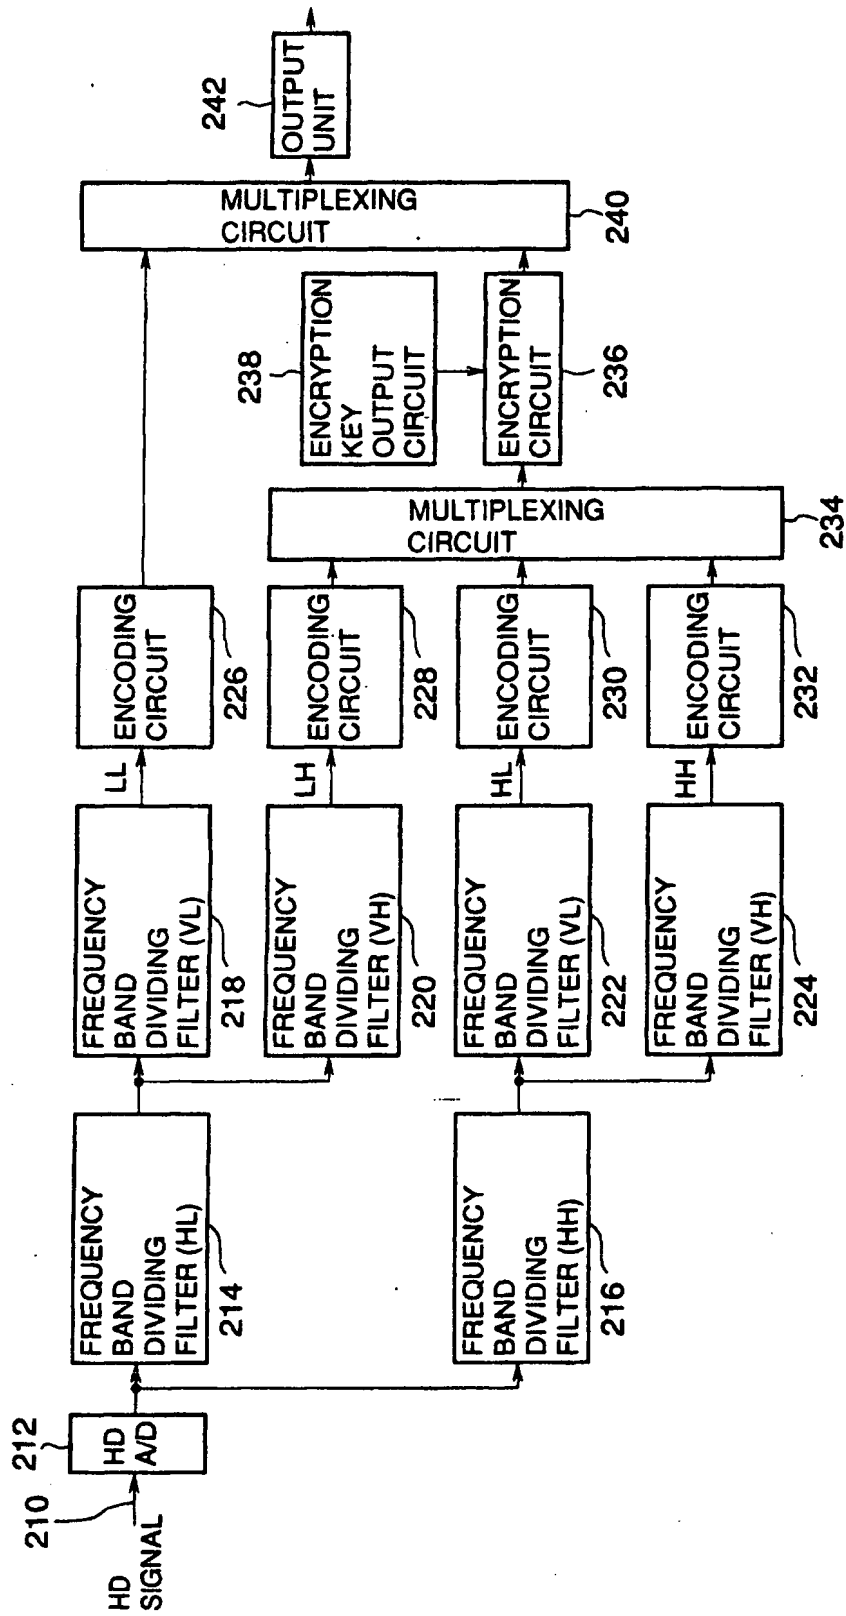 HD
SIGNAL
210
212
HD
A/D
FREQUENCY
BAND
DIVIDING
FILTER (HL)
214
FREQUENCY
BAND
DIVIDING
FILTER (HH)
216
FREQUENCY
BAND
DIVIDING
FILTER (VL)
218
FREQUENCY
BAND
DIVIDING
FILTER (VH)
220
FREQUENCY
BAND
DIVIDING
FILTER (VL)
222
FREQUENCY
BAND
DIVIDING
FILTER (VH)
224
LL
LH
HL
HH
ENCODING
CIRCUIT
226
ENCODING
CIRCUIT
228
ENCODING
CIRCUIT
230
ENCODING
CIRCUIT
232
MULTIPLEXING
CIRCUIT
234
238
ENCRYPTION
KEY
OUTPUT
CIRCUIT
ENCRYPTION
CIRCUIT
236
MULTIPLEXING
CIRCUIT
240
242
OUTPUT
UNIT